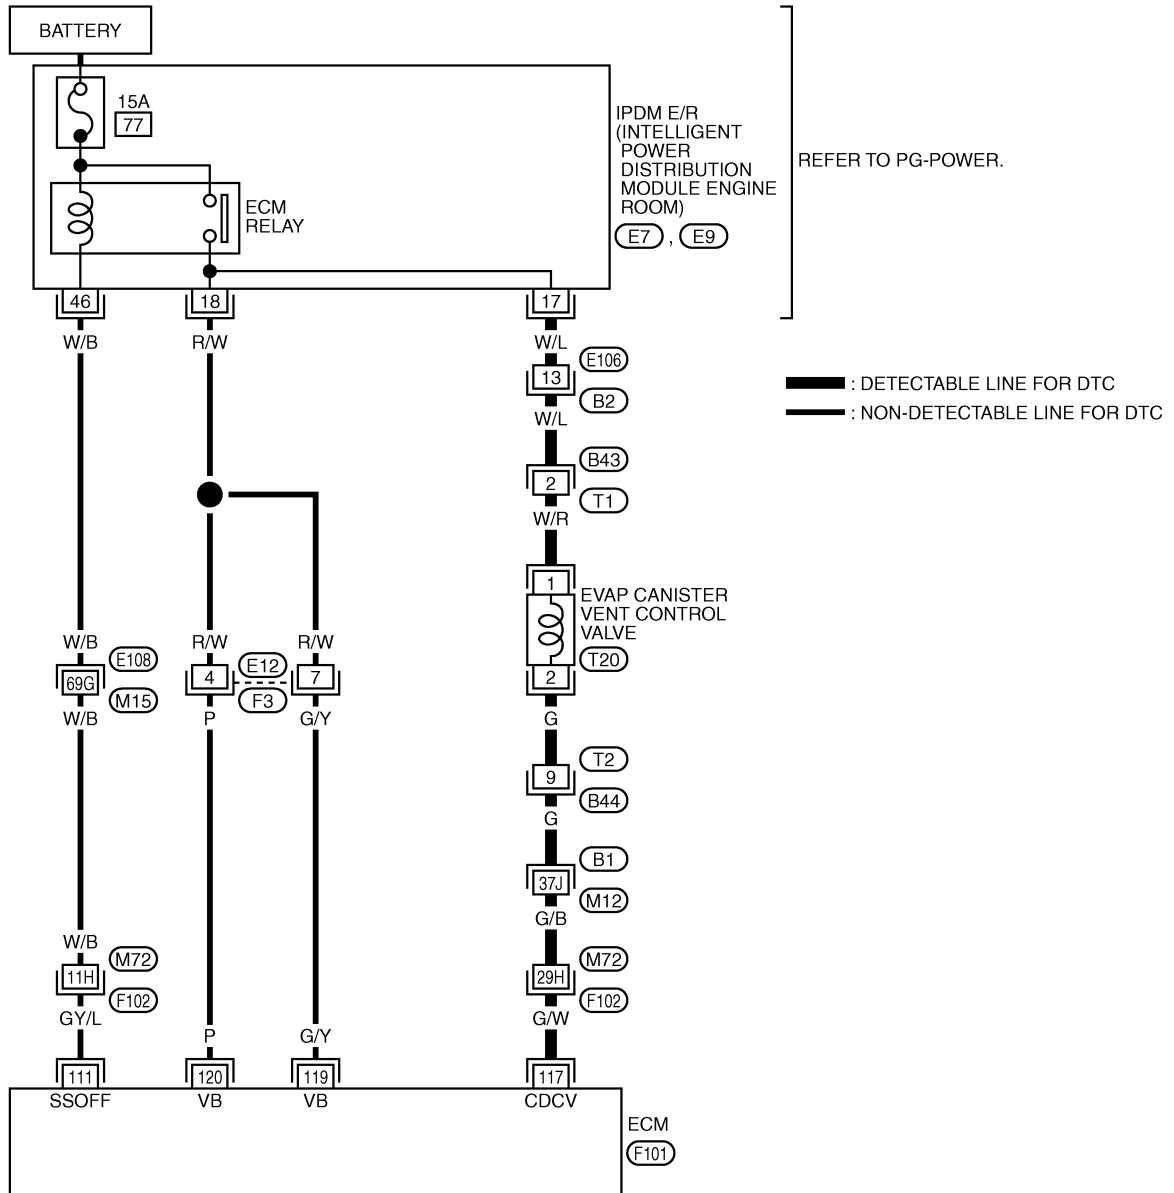 BATTERY
15A
77
IPDM E/R
(INTELLIGENT
POWER
DISTRIBUTION
MODULE ENGINE
ROOM)
E7 , E9
REFER TO PG-POWER.
ECM
RELAY
46 18 17
W/B R/W W/L
E106
13
B2
: DETECTABLE LINE FOR DTC
: NON-DETECTABLE LINE FOR DTC
W/L
B43
2
T1
W/R
1
EVAP CANISTER
VENT CONTROL
VALVE
T20
2
W/B R/W R/W
E108 E12
69G 4 7
M15 F3
W/B P G/Y G
T2
9
B44
G
B1
37J
M12
G/B
W/B
M72 M72
11H 29H
F102 F102
GY/L G/W
P G/Y
111 120 119 117
SSOFF VB VB CDCV
ECM
F101